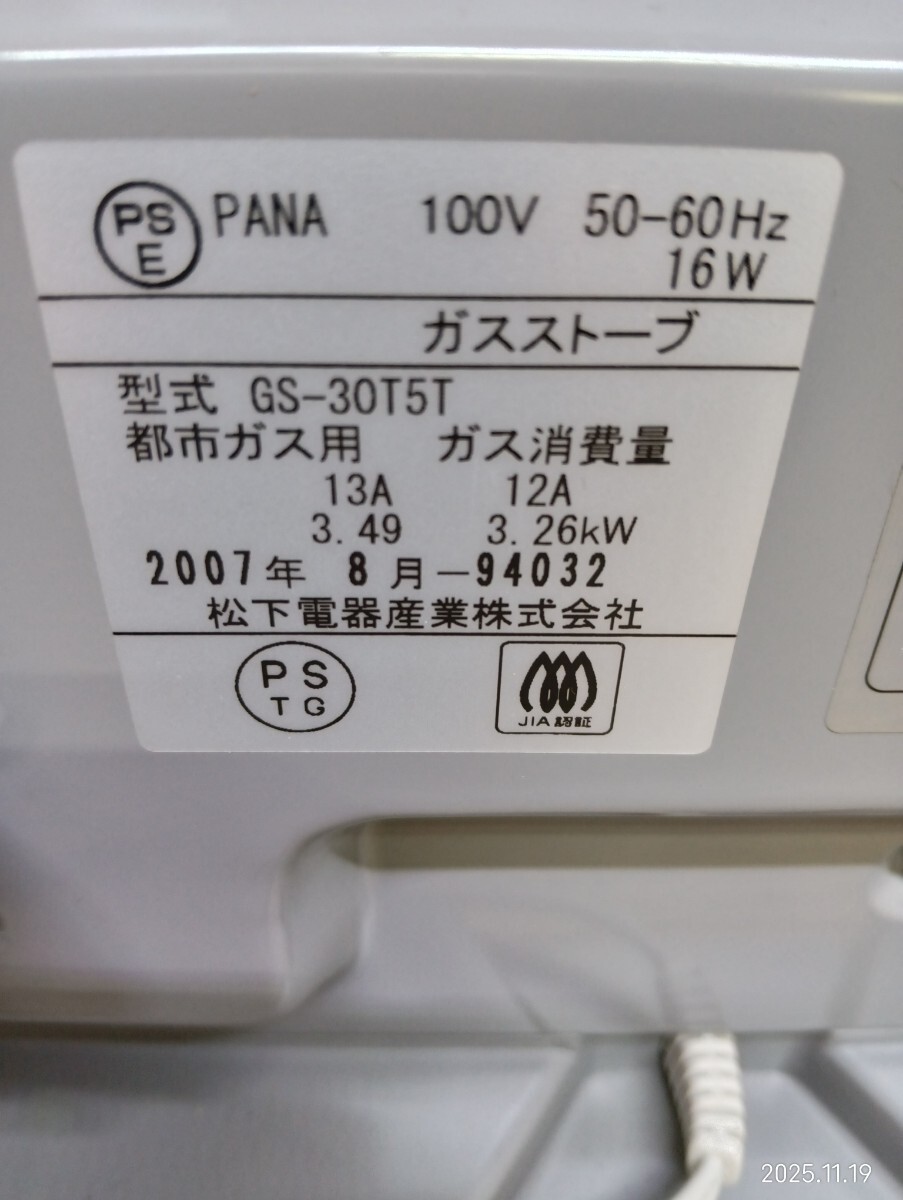 PS E PANA 100V 50-60Hz
16W
ガスストーブ
型式 GS-30T5T
都市ガス用 ガス消費量
13A 12A
3.49 3.26kW
2007年 8月-94032
松下電器産業株式会社
PS TG JIA認証
2025.11.19